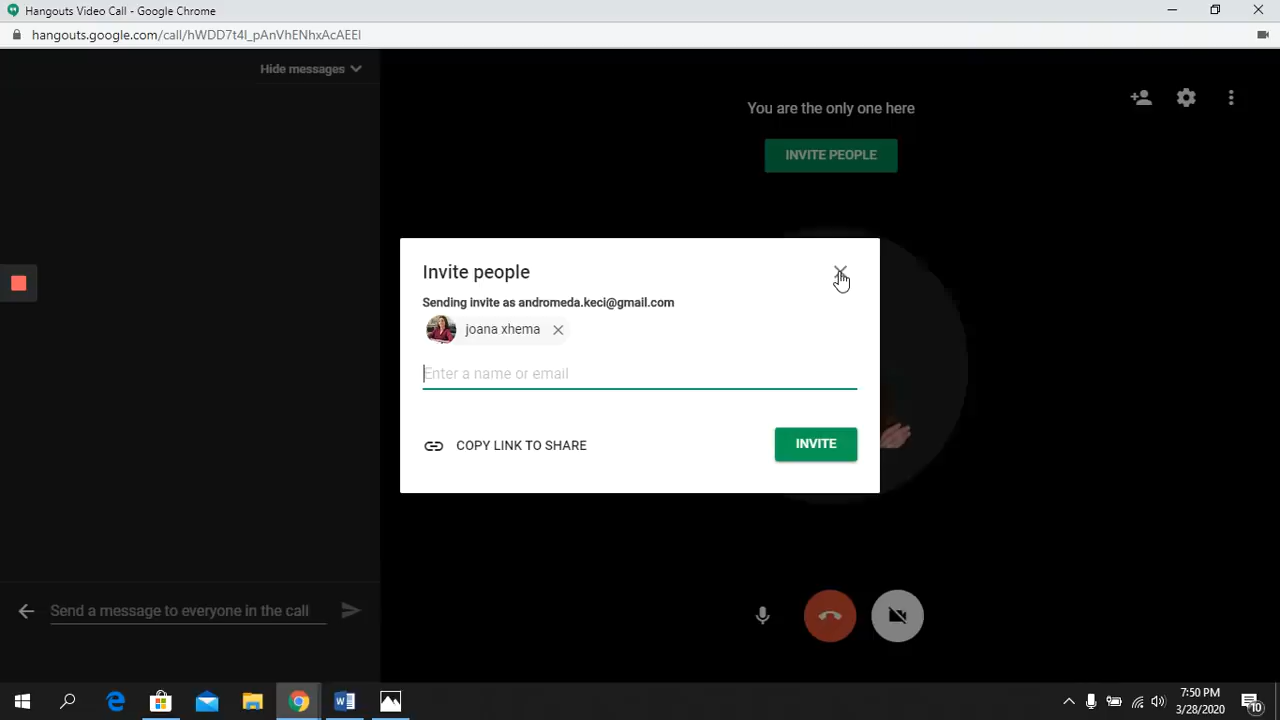 Hangouts Video Call - Google Chrome
hangouts.google.com/call/hWDD7t4l_pAnVhENhxAcAEEl
Hide messages
You are the only one here
INVITE PEOPLE
Invite people
Sending invite as andromeda.keci@gmail.com
joana xhema
Enter a name or email
COPY LINK TO SHARE
INVITE
Send a message to everyone in the call
7:50 PM
3/28/2020
10